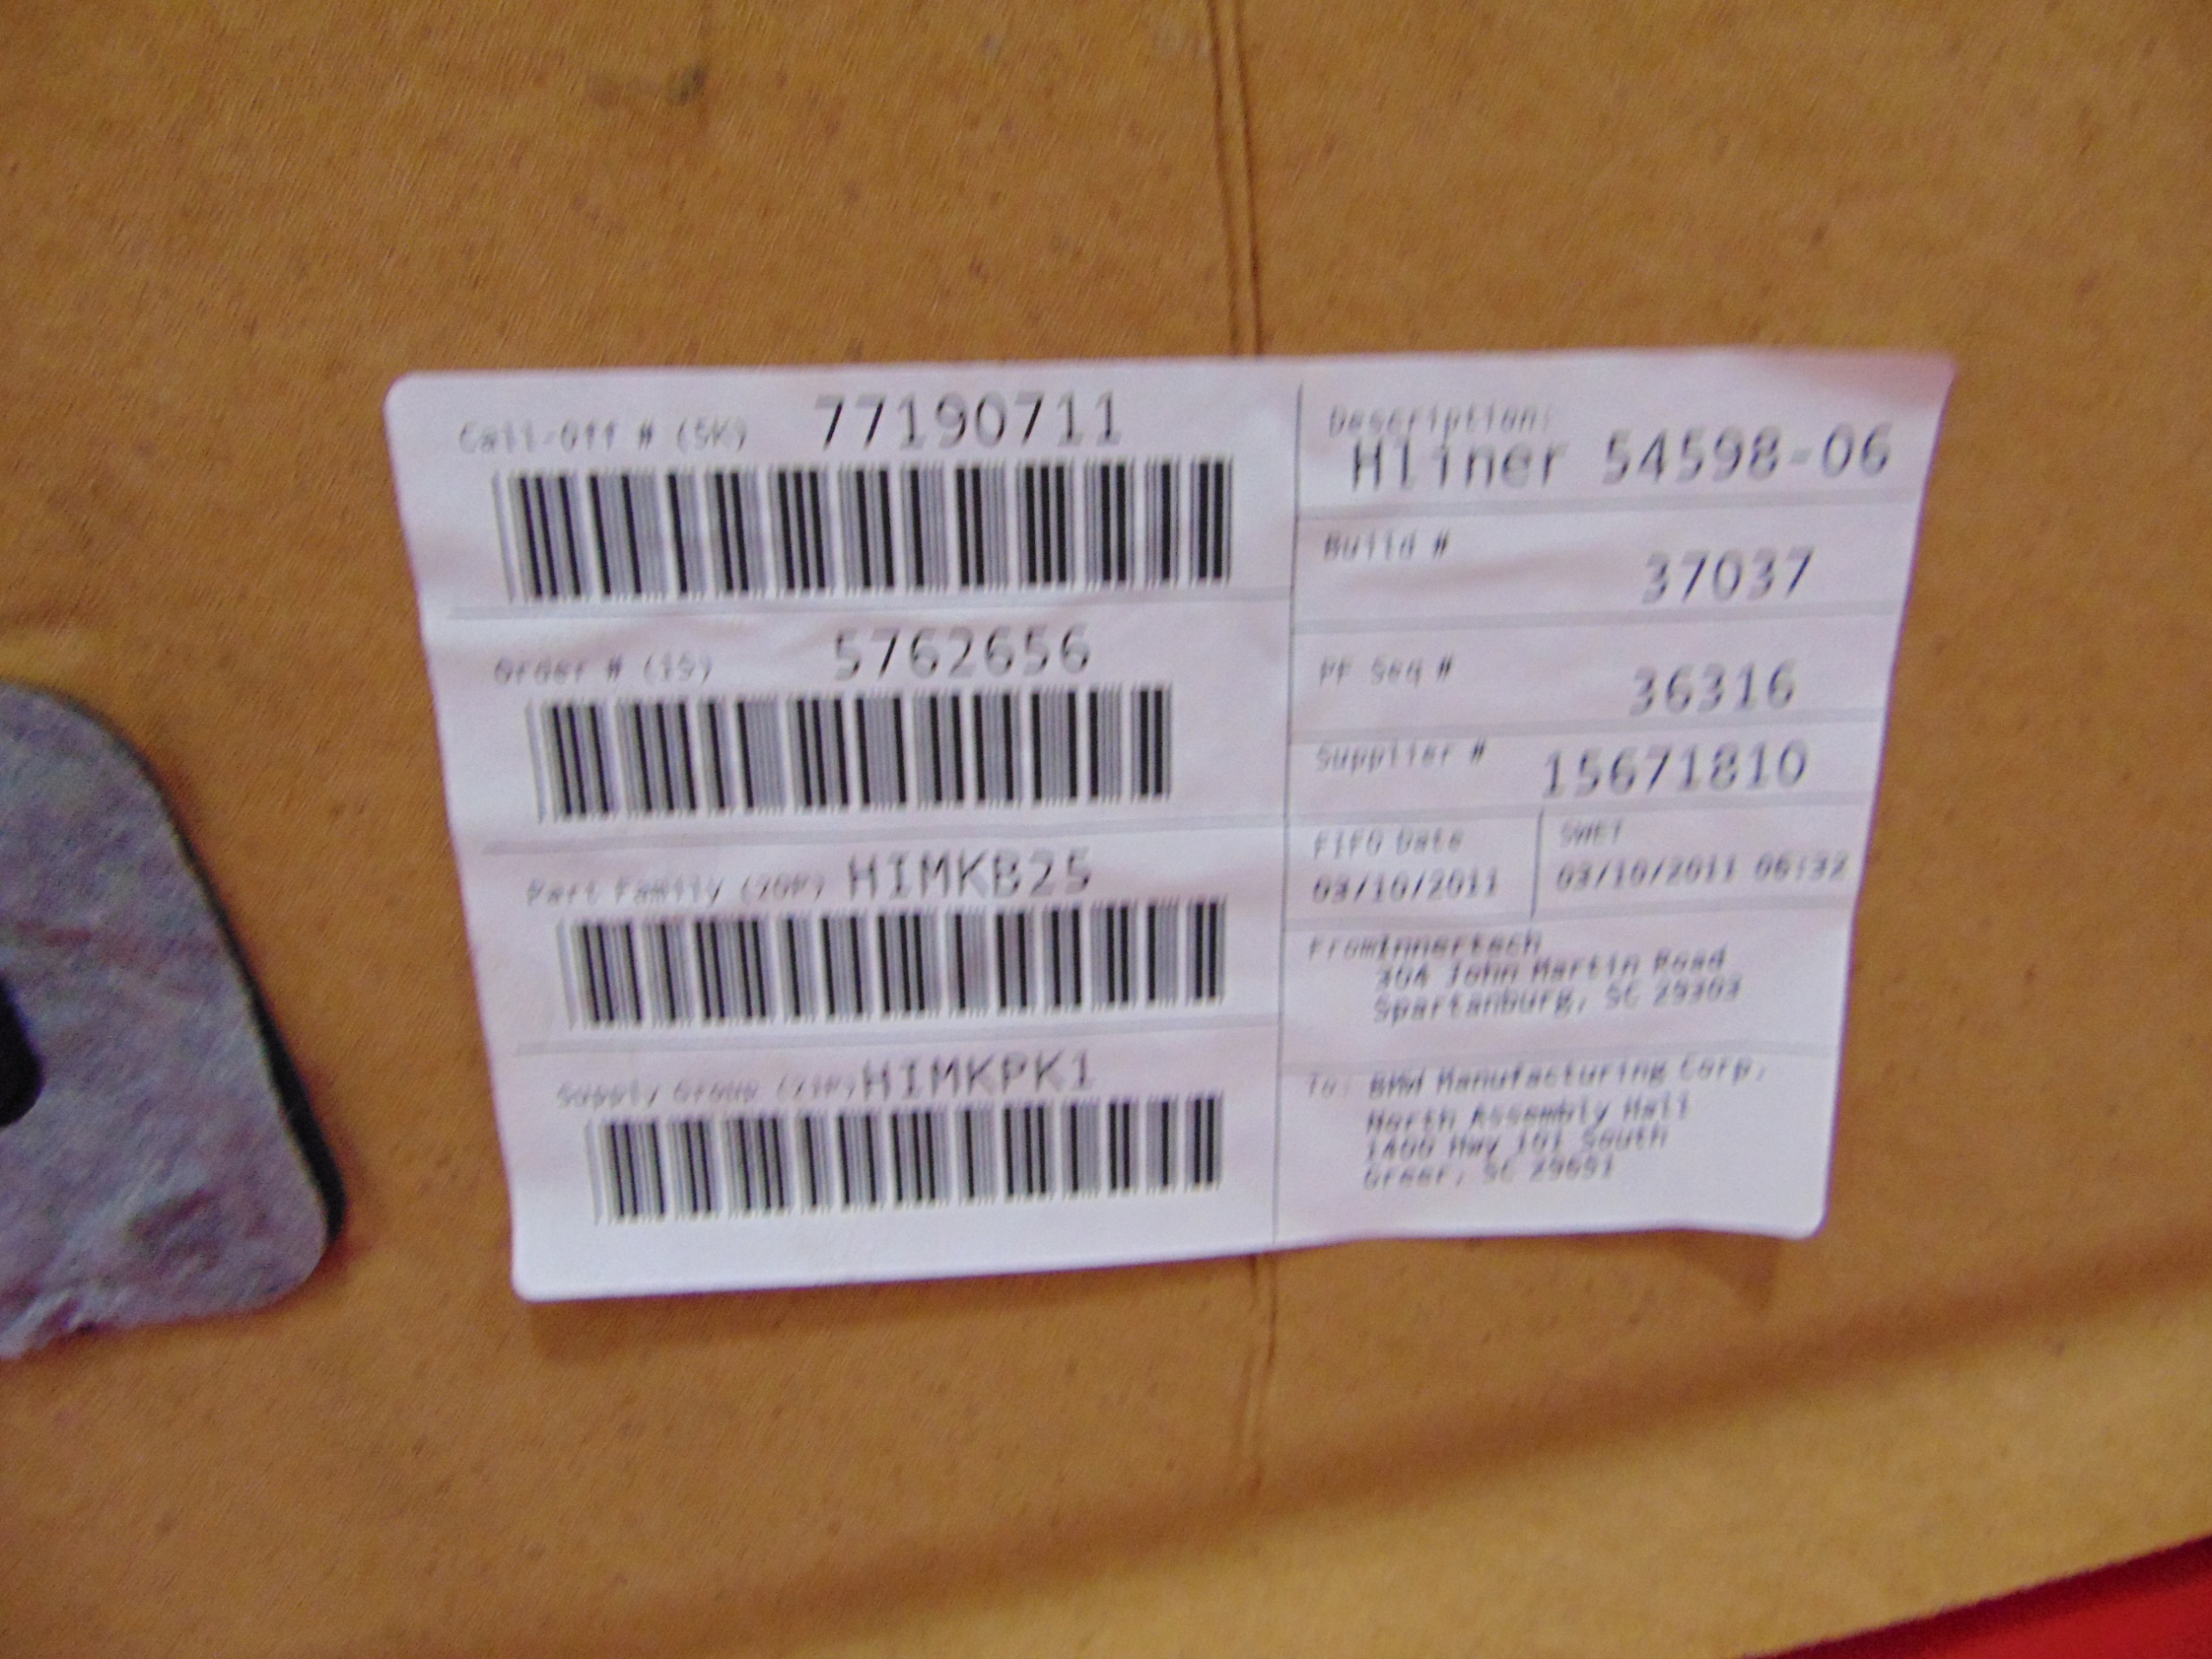 Call-Off # (5K) 77190711
Order # (1S) 5762656
Part Family (20P) HIMKB25
Supply Group (21P) HIMKPK1
Description:
Hliner 54598-06
Build #
37037
PF Seq #
36316
Supplier # 15671810
FIFO Date
03/10/2011
SWET
03/10/2011 06:32
From Innertech
304 John Martin Road
Spartanburg, SC 29303
To: BMW Manufacturing Corp.
North Assembly Hall
1400 Hwy 101 South
Greer, SC 29651